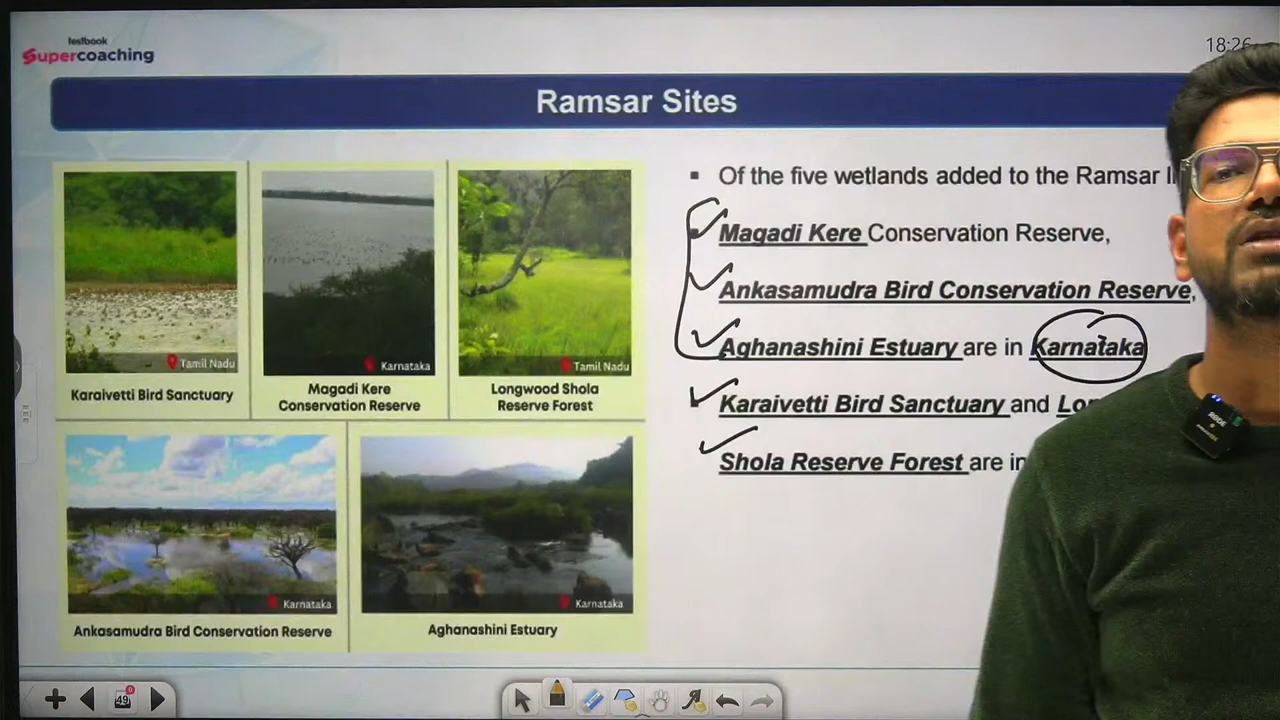 testbook
Supercoaching
18:26
Ramsar Sites
Tamil Nadu
Karaivetti Bird Sanctuary
Karnataka
Magadi Kere
Conservation Reserve
Tamil Nadu
Longwood Shola
Reserve Forest
Karnataka
Ankasamudra Bird Conservation Reserve
Karnataka
Aghanashini Estuary
▪ Of the five wetlands added to the Ramsar
Magadi Kere Conservation Reserve,
Ankasamudra Bird Conservation Reserve,
Aghanashini Estuary are in Karnataka
Karaivetti Bird Sanctuary and
Shola Reserve Forest are in
49